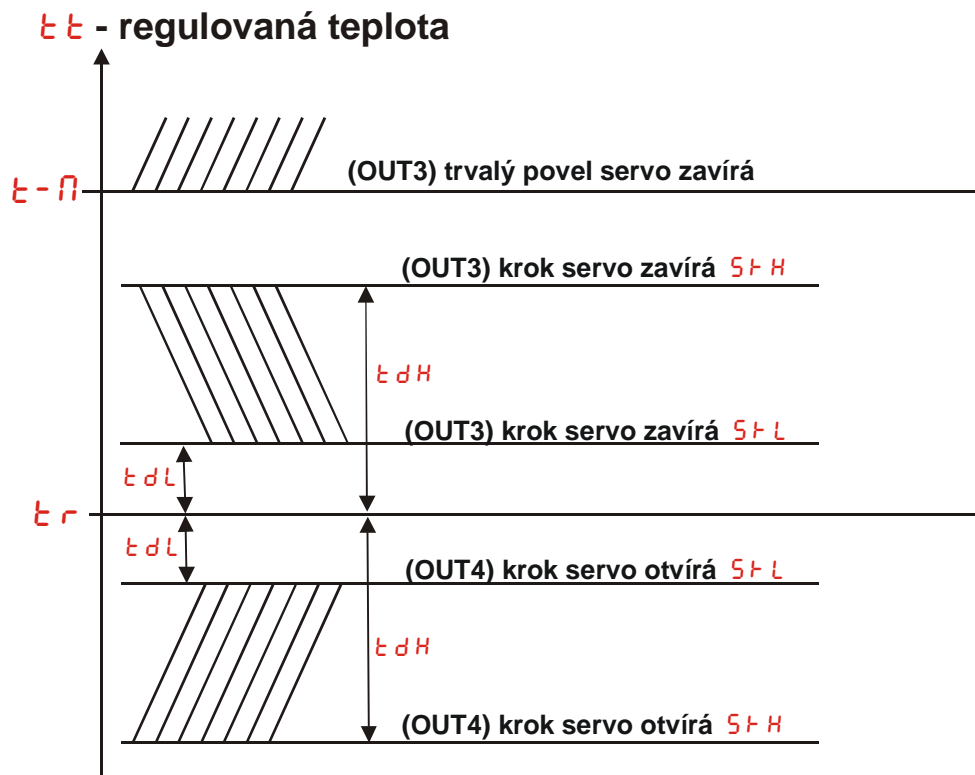 tt - regulovaná teplota
(OUT3) trvalý povel servo zavírá
t-M
(OUT3) krok servo zavírá StH
tdH
(OUT3) krok servo zavírá StL
tdL
tr
tdL
(OUT4) krok servo otvírá StL
tdH
(OUT4) krok servo otvírá StH